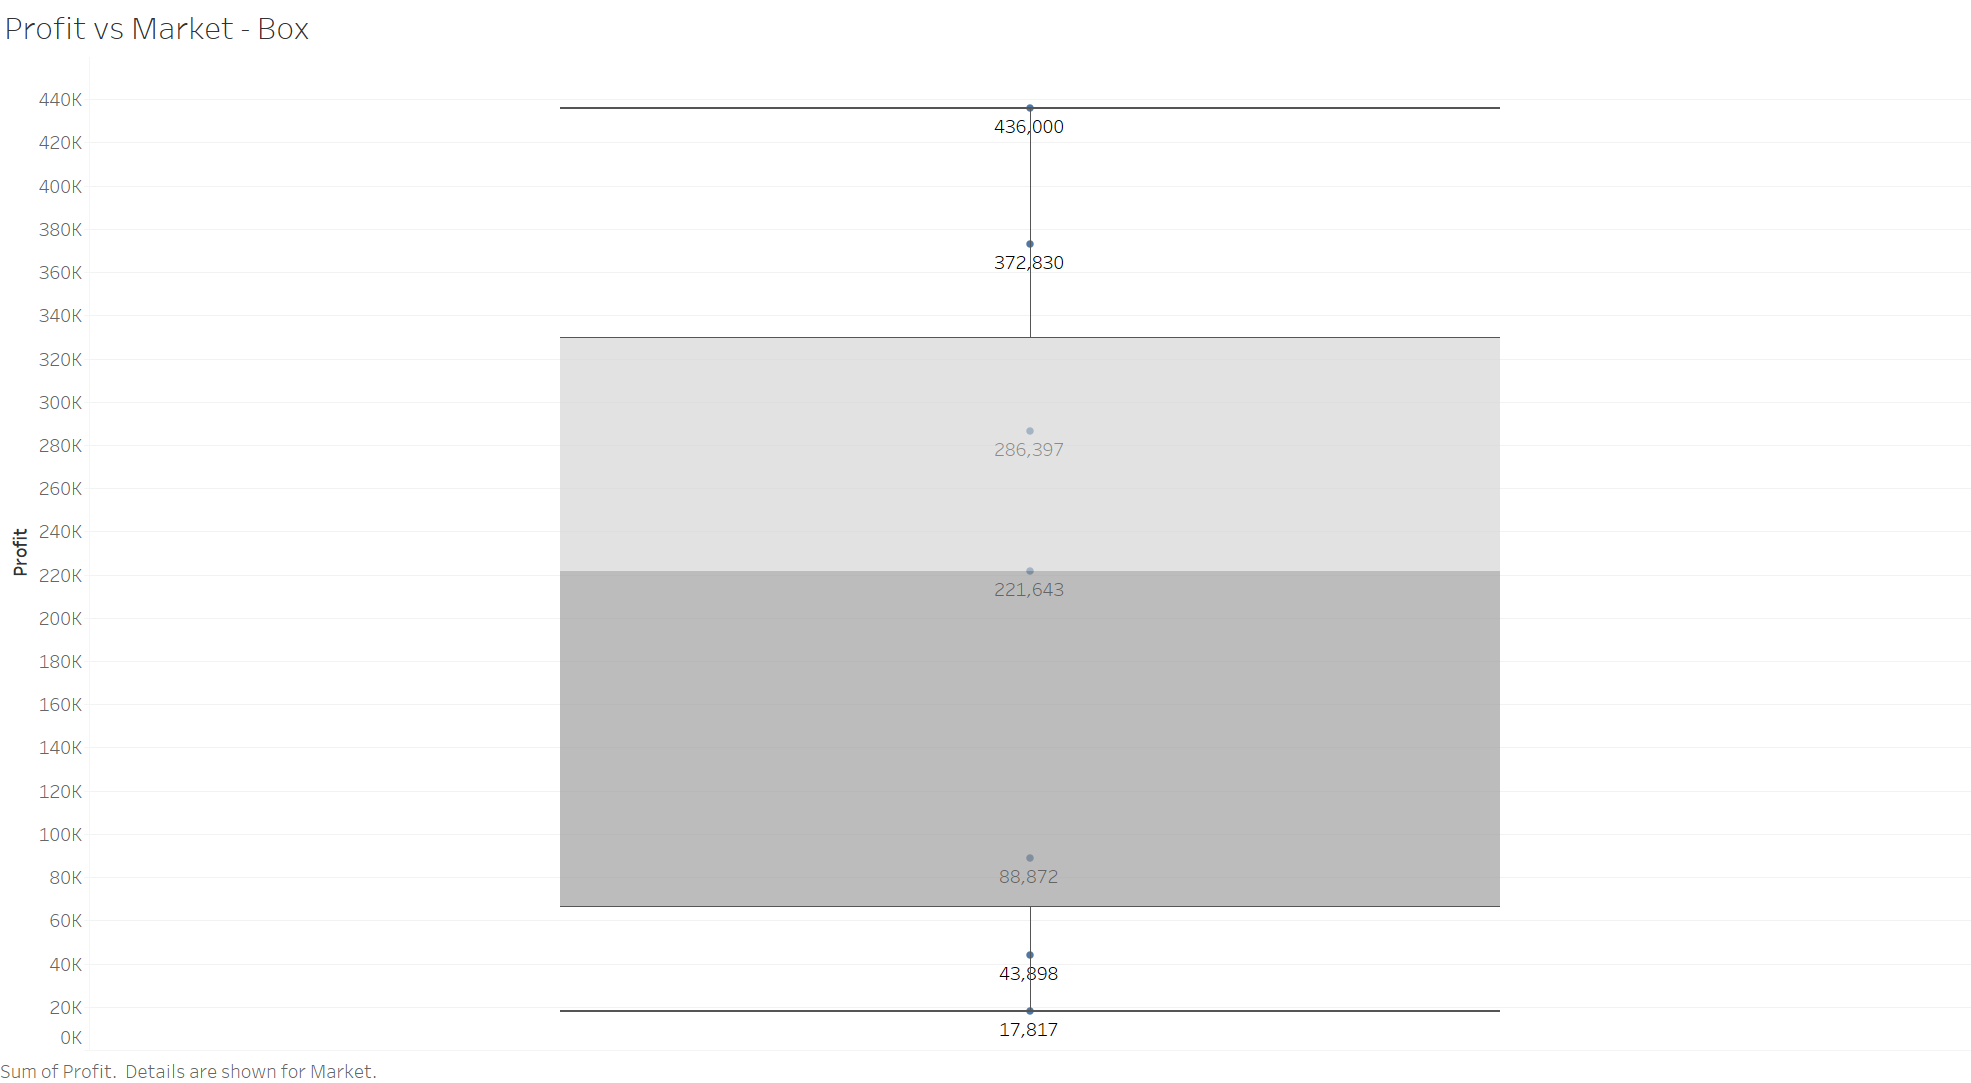 Profit vs Market - Box
440K
436,000
420K
400K
380K
372,830
360K
340K
320K
300K
286,397
280K
260K
240K
Profit
221,643
220K
200K
180K
160K
140K
120K
100K
88,872
80K
60K
43,898
40K
20K
17,817
0K
Sum of Profit. Details are shown for Market.